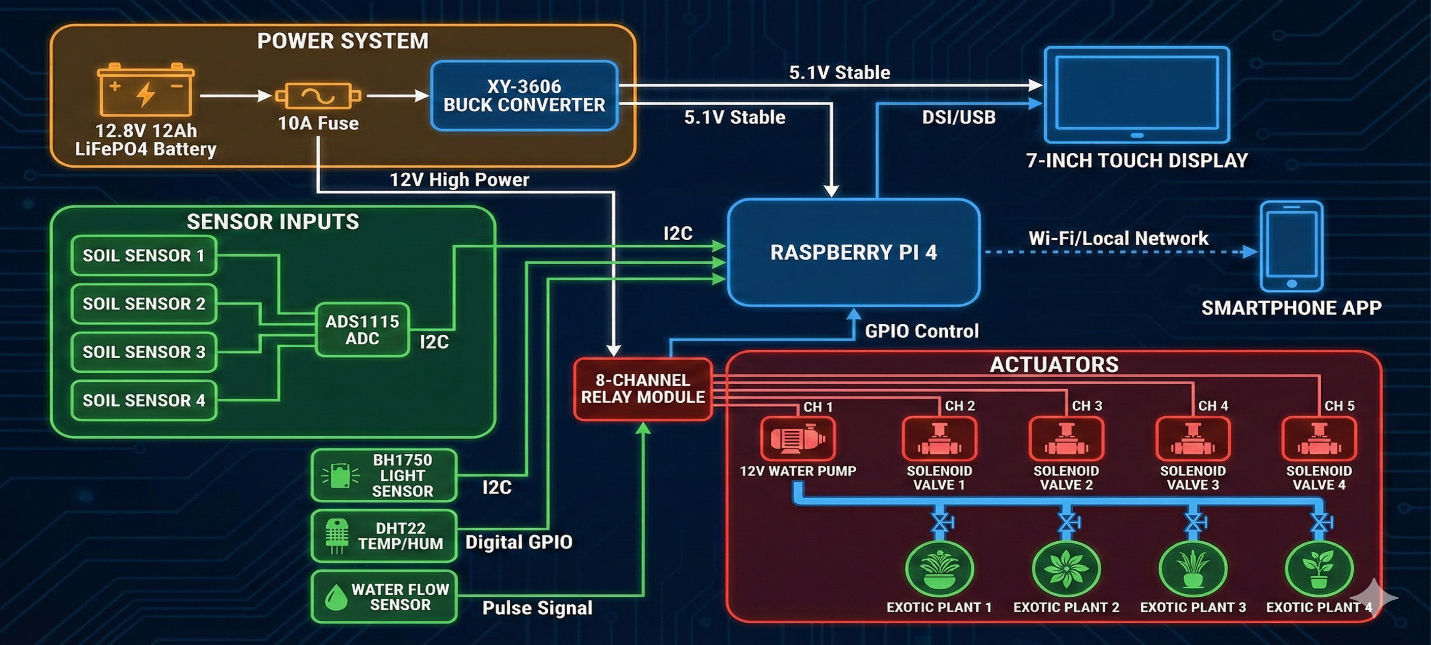 POWER SYSTEM
12.8V 12Ah
LiFePO4 Battery
10A Fuse
XY-3606
BUCK CONVERTER
5.1V Stable
5.1V Stable
DSI/USB
7-INCH TOUCH DISPLAY
12V High Power
SENSOR INPUTS
SOIL SENSOR 1
SOIL SENSOR 2
SOIL SENSOR 3
SOIL SENSOR 4
ADS1115
ADC
I2C
I2C
RASPBERRY PI 4
Wi-Fi/Local Network
SMARTPHONE APP
GPIO Control
8-CHANNEL
RELAY MODULE
BH1750
LIGHT
SENSOR
I2C
DHT22
TEMP/HUM
Digital GPIO
WATER FLOW
SENSOR
Pulse Signal
ACTUATORS
CH 1
CH 2
CH 3
CH 4
CH 5
12V WATER PUMP
SOLENOID
VALVE 1
SOLENOID
VALVE 2
SOLENOID
VALVE 3
SOLENOID
VALVE 4
EXOTIC PLANT 1
EXOTIC PLANT 2
EXOTIC PLANT 3
EXOTIC PLANT 4